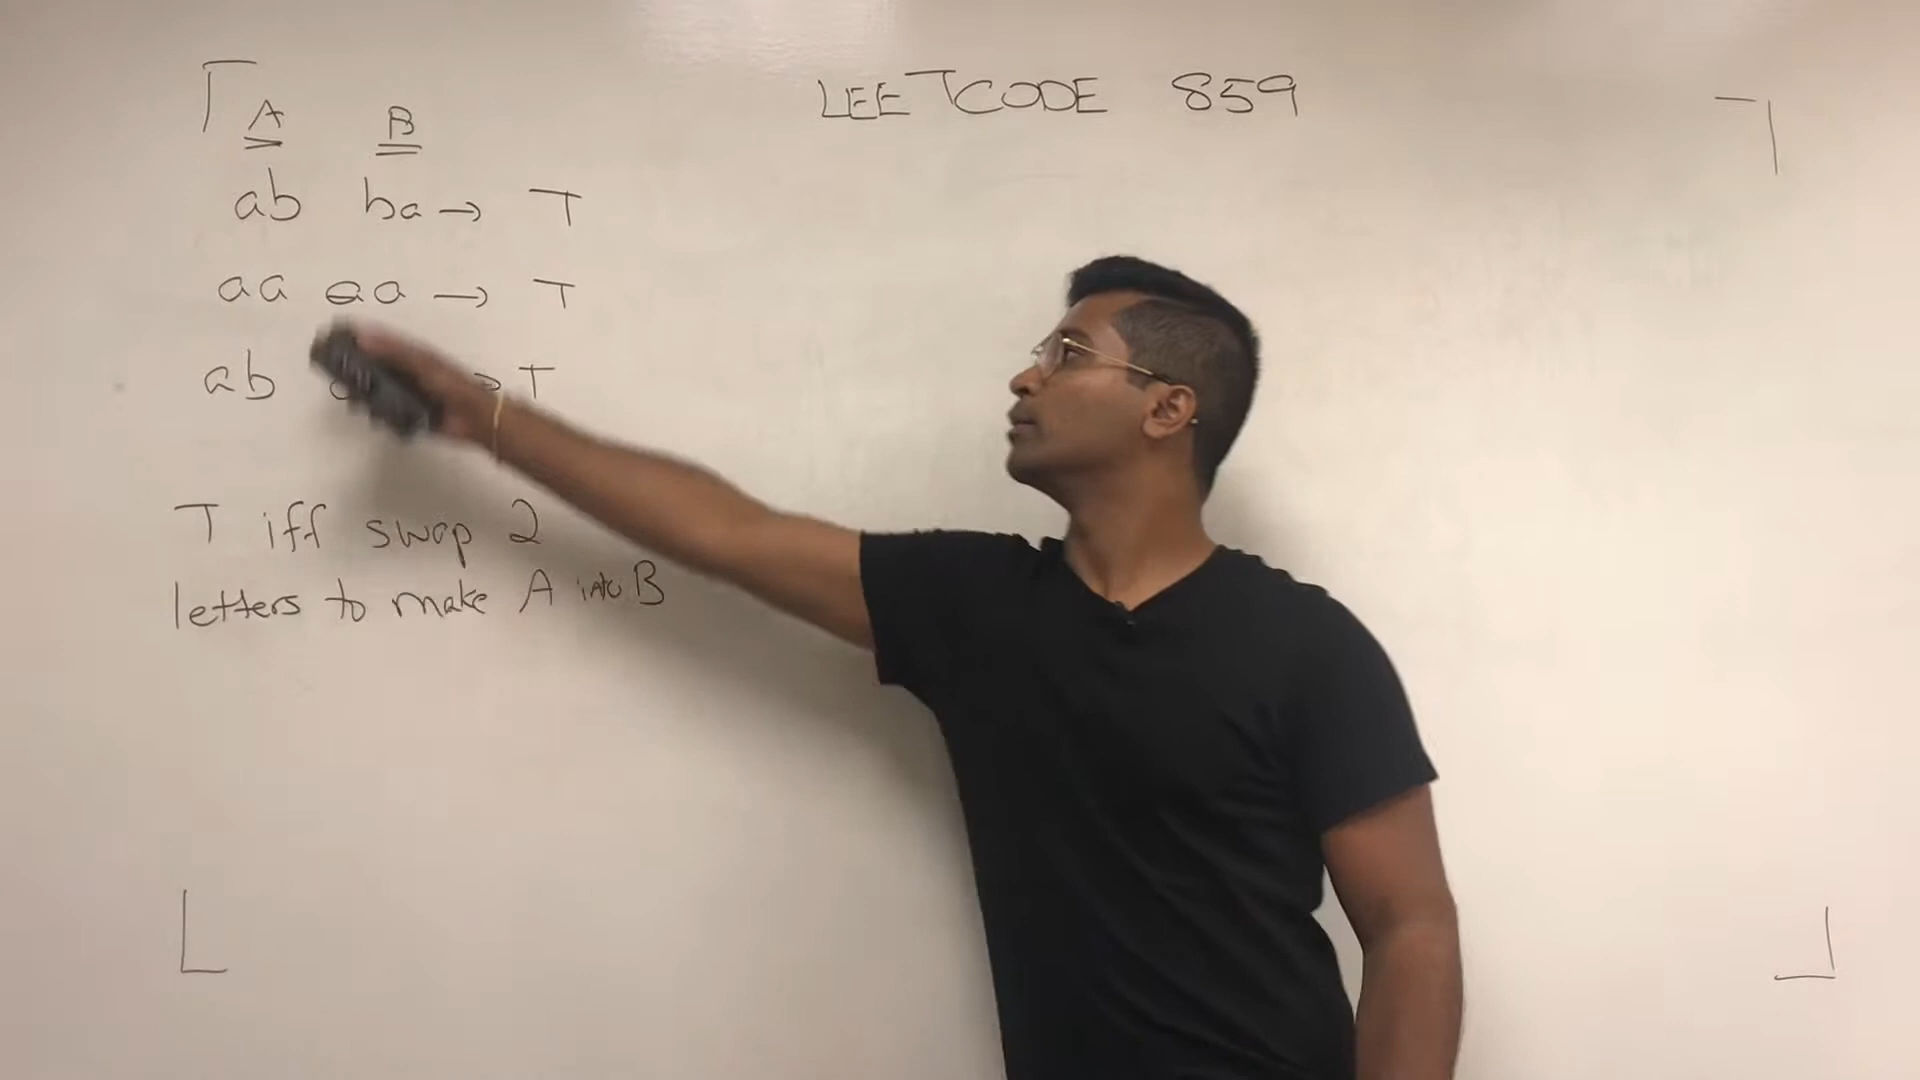 LEETCODE 859
A B
ab ba → T
aa aa → T
ab → T
T iff swap 2
letters to make A into B